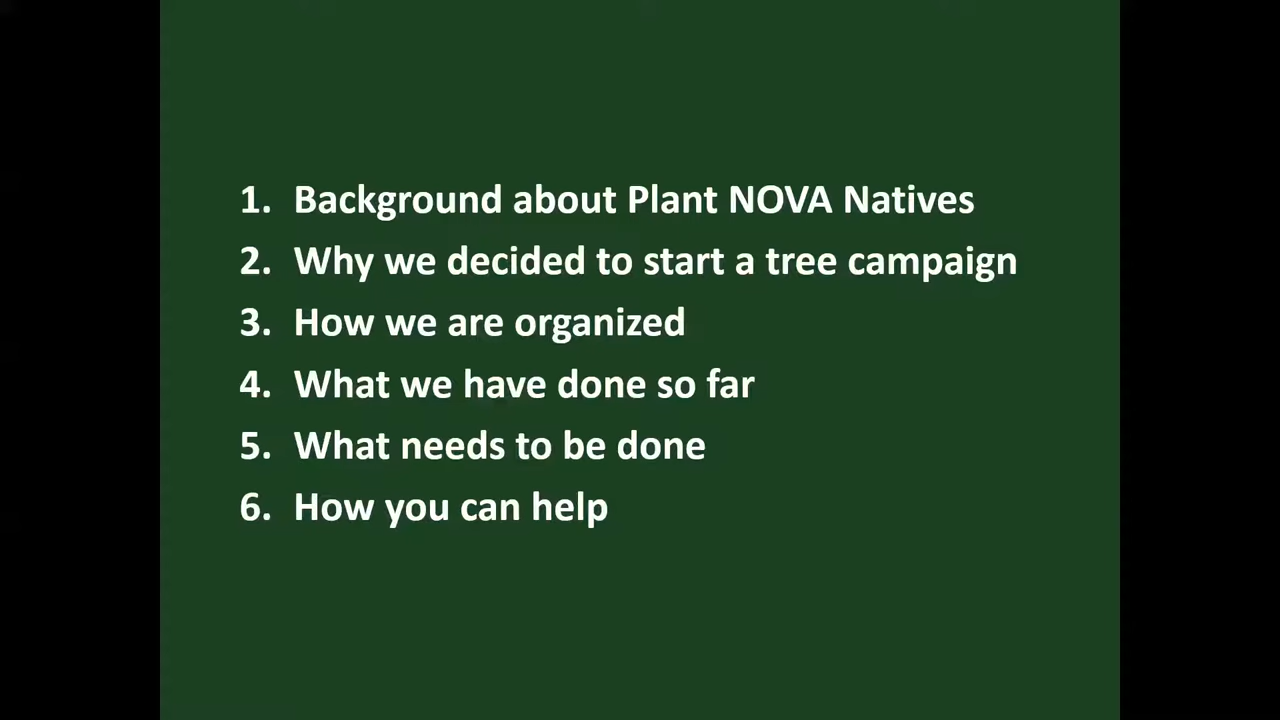 1. Background about Plant NOVA Natives
2. Why we decided to start a tree campaign
3. How we are organized
4. What we have done so far
5. What needs to be done
6. How you can help